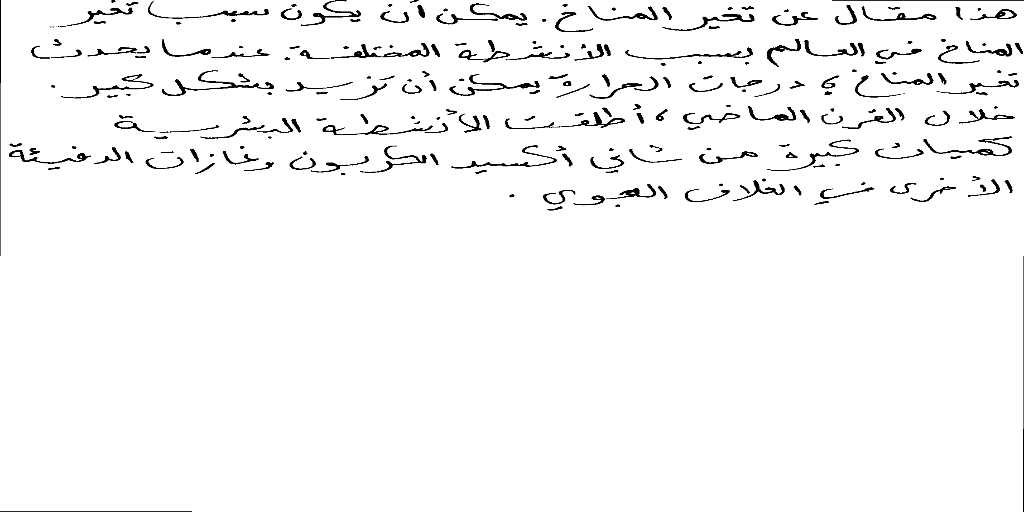 هذا مقال عن تغير المناخ. يمكن أن يكون سبب تغير
المناخ في العالم بسبب الأنشطة المختلفة. عندما يحدث
تغير المناخ ، درجات الحرارة يمكن أن تزيد بشكل كبير.
خلال القرن الماضي ، أطلقت الأنشطة البشرية
كميات كبيرة من ثاني أكسيد الكربون وغازات الدفيئة
الأخرى في الغلاف الجوي .